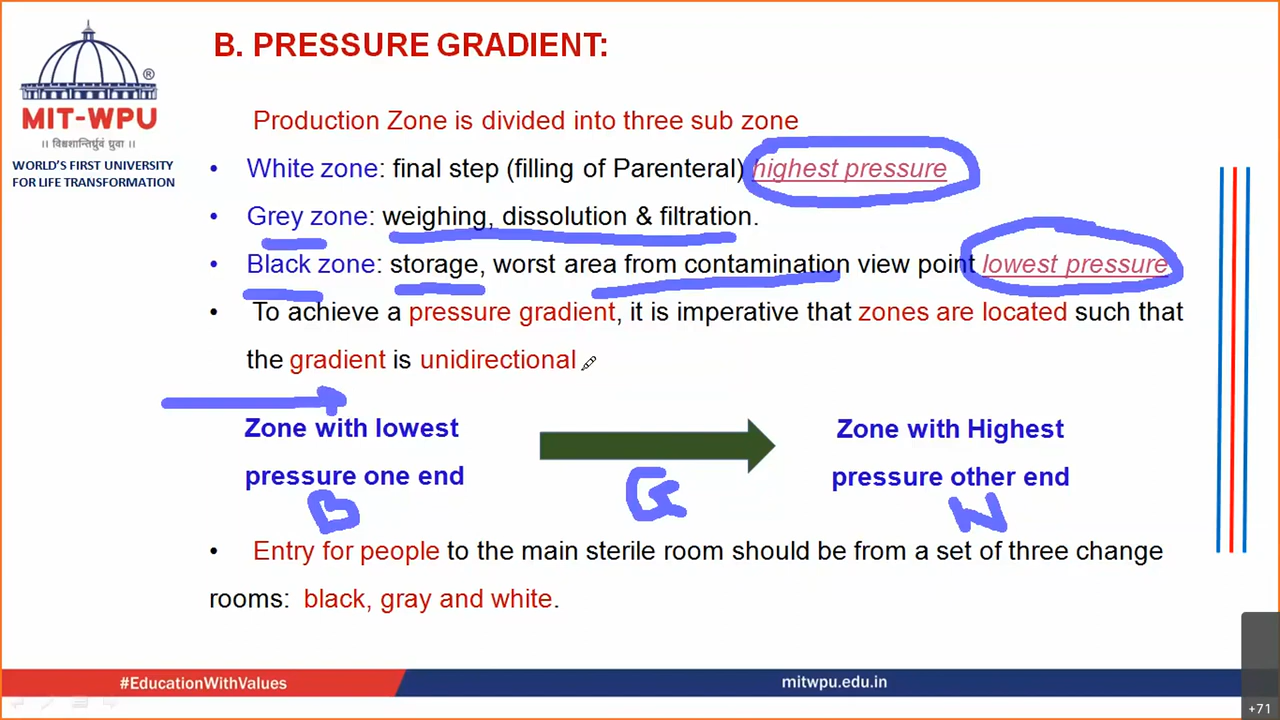 B. PRESSURE GRADIENT:
®
MIT-WPU
|| विश्वशान्तिर्ध्रुवं ध्रुवा ||
WORLD'S FIRST UNIVERSITY
FOR LIFE TRANSFORMATION
Production Zone is divided into three sub zone
• White zone: final step (filling of Parenteral) highest pressure
• Grey zone: weighing, dissolution & filtration.
• Black zone: storage, worst area from contamination view point lowest pressure
• To achieve a pressure gradient, it is imperative that zones are located such that
the gradient is unidirectional
Zone with lowest
pressure one end
Zone with Highest
pressure other end
B
G
• Entry for people to the main sterile room should be from a set of three change
rooms: black, gray and white.
#EducationWithValues
mitwpu.edu.in
+71